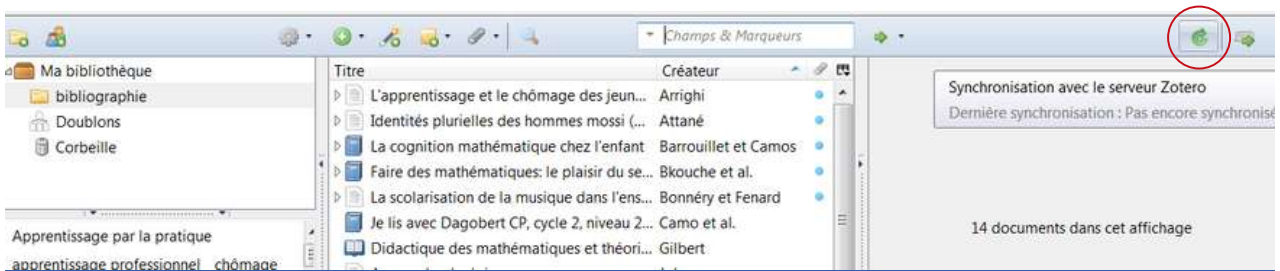 Champs & Marqueurs
Ma bibliothèque
bibliographie
Doublons
Corbeille
Apprentissage par la pratique
apprentissage professionnel chômage
Titre Créateur
L'apprentissage et le chômage des jeun... Arrighi
Identités plurielles des hommes mossi (... Attané
La cognition mathématique chez l'enfant Barrouillet et Camos
Faire des mathématiques: le plaisir du se... Bkouche et al.
La scolarisation de la musique dans l'ens... Bonnéry et Fenard
Je lis avec Dagobert CP, cycle 2, niveau 2... Camo et al.
Didactique des mathématiques et théori... Gilbert
Synchronisation avec le serveur Zotero
Dernière synchronisation : Pas encore synchronisé
14 documents dans cet affichage